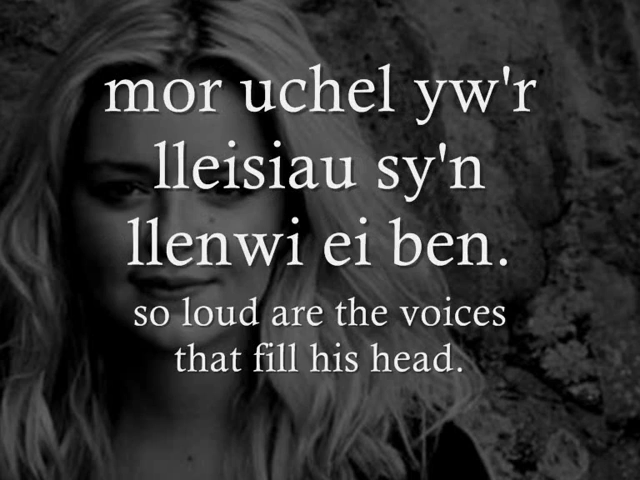 mor uchel yw'r
lleisiau sy'n
llenwi ei ben.
so loud are the voices
that fill his head.